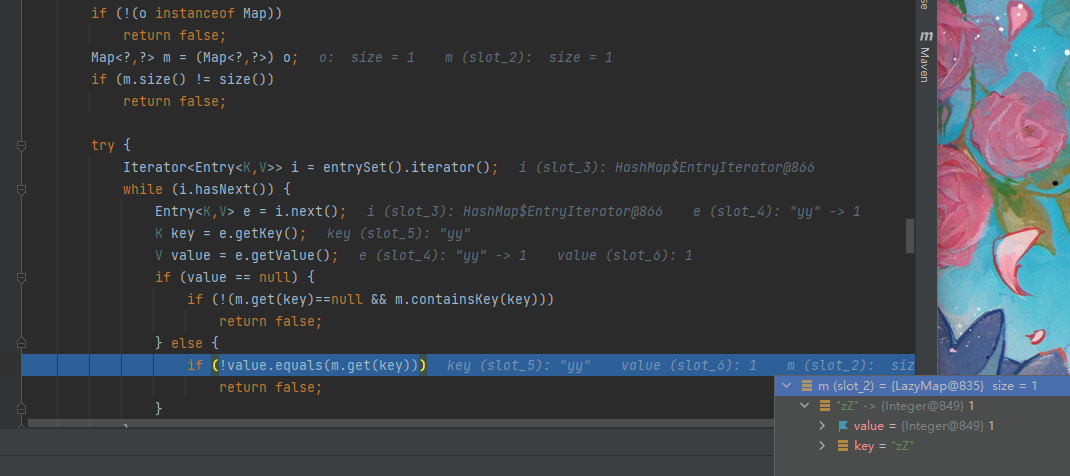 if (!(o instanceof Map))
return false;
Map<?,?> m = (Map<?,?>) o;   o:  size = 1    m (slot_2):  size = 1
if (m.size() != size())
return false;
try {
Iterator<Entry<K,V>> i = entrySet().iterator();   i (slot_3): HashMap$EntryIterator@866
while (i.hasNext()) {
Entry<K,V> e = i.next();   i (slot_3): HashMap$EntryIterator@866    e (slot_4): "yy" -> 1
K key = e.getKey();   key (slot_5): "yy"
V value = e.getValue();   e (slot_4): "yy" -> 1    value (slot_6): 1
if (value == null) {
if (!(m.get(key)==null && m.containsKey(key)))
return false;
} else {
if (!value.equals(m.get(key)))   key (slot_5): "yy"    value (slot_6): 1    m (slot_2):  siz
return false;
}
m (slot_2) = {LazyMap@835}  size = 1
"zZ" -> {Integer@849} 1
value = {Integer@849} 1
key = "zZ"
se
m Maven